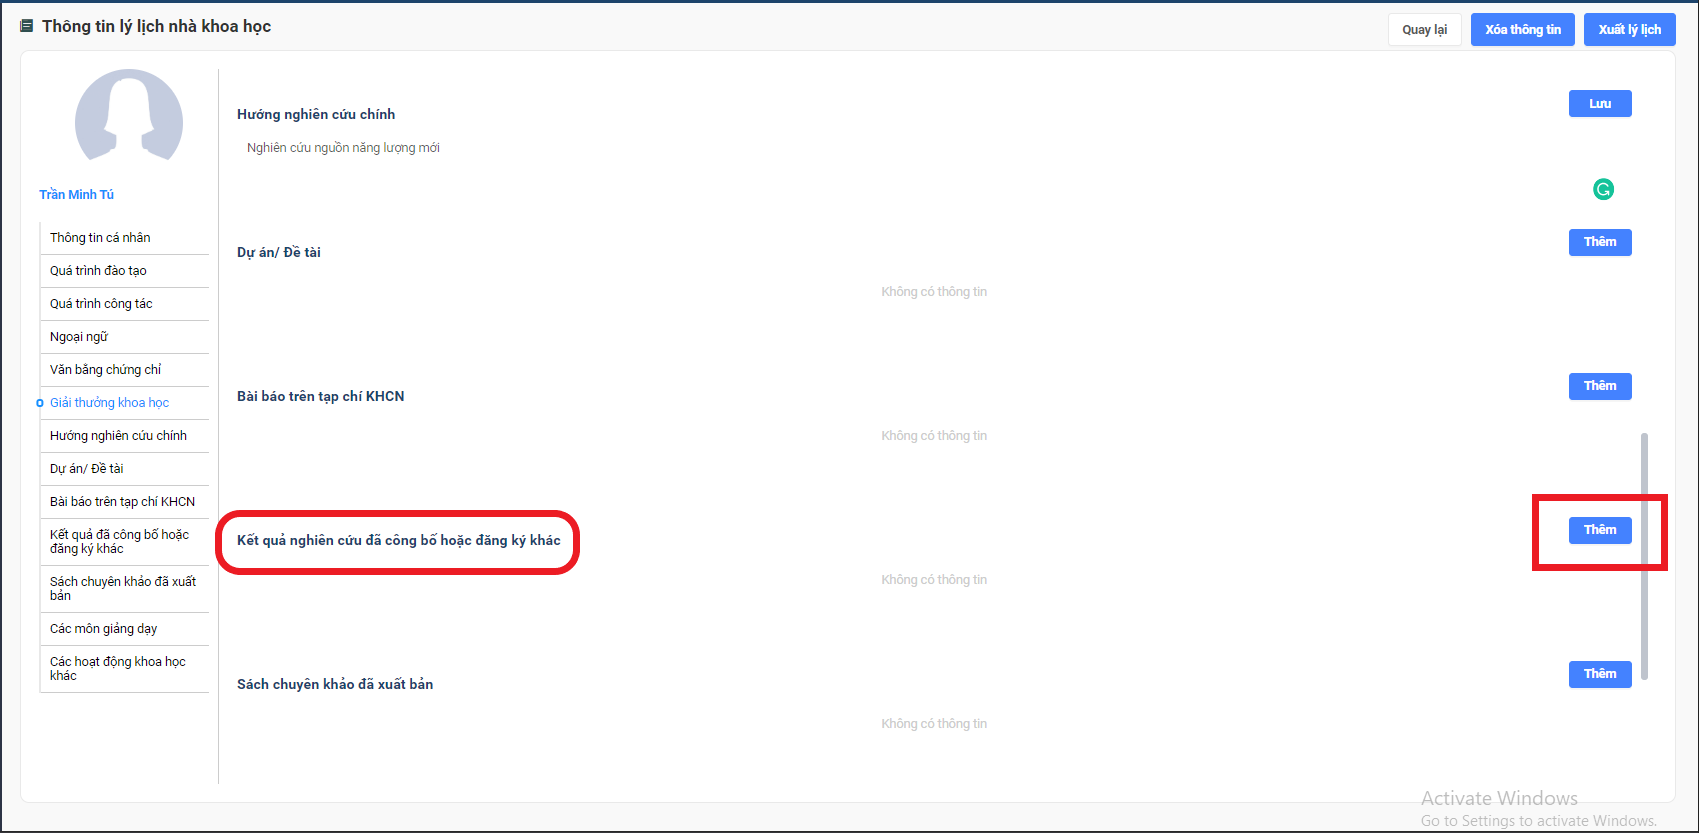 Thông tin lý lịch nhà khoa học
Quay lại
Xóa thông tin
Xuất lý lịch
Trần Minh Tú
Thông tin cá nhân
Quá trình đào tạo
Quá trình công tác
Ngoại ngữ
Văn bằng chứng chỉ
Giải thưởng khoa học
Hướng nghiên cứu chính
Dự án/ Đề tài
Bài báo trên tạp chí KHCN
Kết quả đã công bố hoặc
đăng ký khác
Sách chuyên khảo đã xuất
bản
Các môn giảng dạy
Các hoạt động khoa học
khác
Hướng nghiên cứu chính
Lưu
Nghiên cứu nguồn năng lượng mới
Dự án/ Đề tài
Thêm
Không có thông tin
Bài báo trên tạp chí KHCN
Thêm
Không có thông tin
Kết quả nghiên cứu đã công bố hoặc đăng ký khác
Thêm
Không có thông tin
Sách chuyên khảo đã xuất bản
Thêm
Không có thông tin
Activate Windows
Go to Settings to activate Windows.